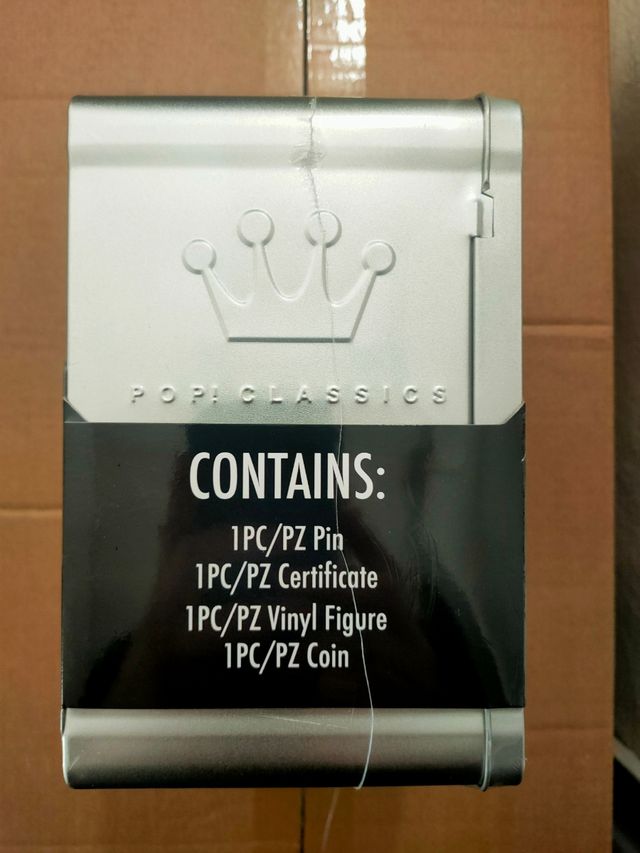 POP! CLASSICS
CONTAINS:
1PC/PZ Pin
1PC/PZ Certificate
1PC/PZ Vinyl Figure
1PC/PZ Coin